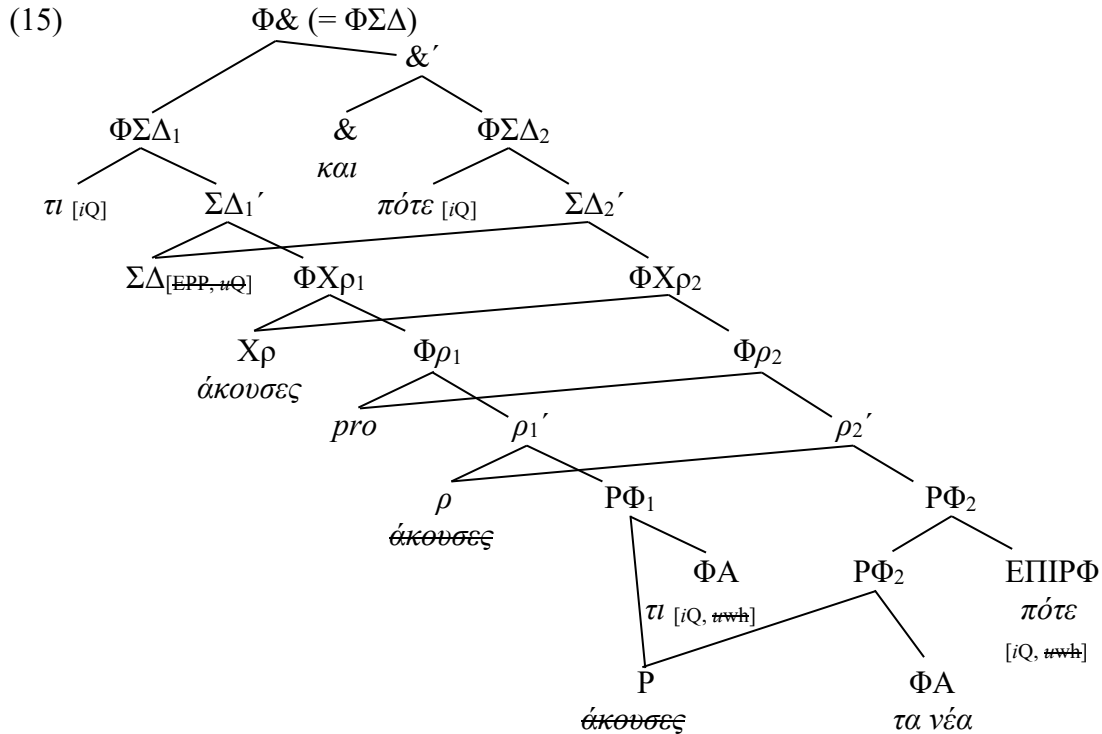 (15) Φ& (= ΦΣΔ)
&΄
ΦΣΔ₁ & ΦΣΔ₂
και
τι [iQ] ΣΔ₁΄ πότε [iQ] ΣΔ₂΄
ΣΔ[EPP, uQ] ΦΧρ₁ ΦΧρ₂
Χρ Φρ₁ Φρ₂
άκουσες
pro ρ₁΄ ρ₂΄
ρ ΡΦ₁ ΡΦ₂
άκουσες
ΦΑ ΡΦ₂ ΕΠΙΡΦ
τι [iQ, uwh] πότε
[iQ, uwh]
Ρ ΦΑ
άκουσες τα νέα